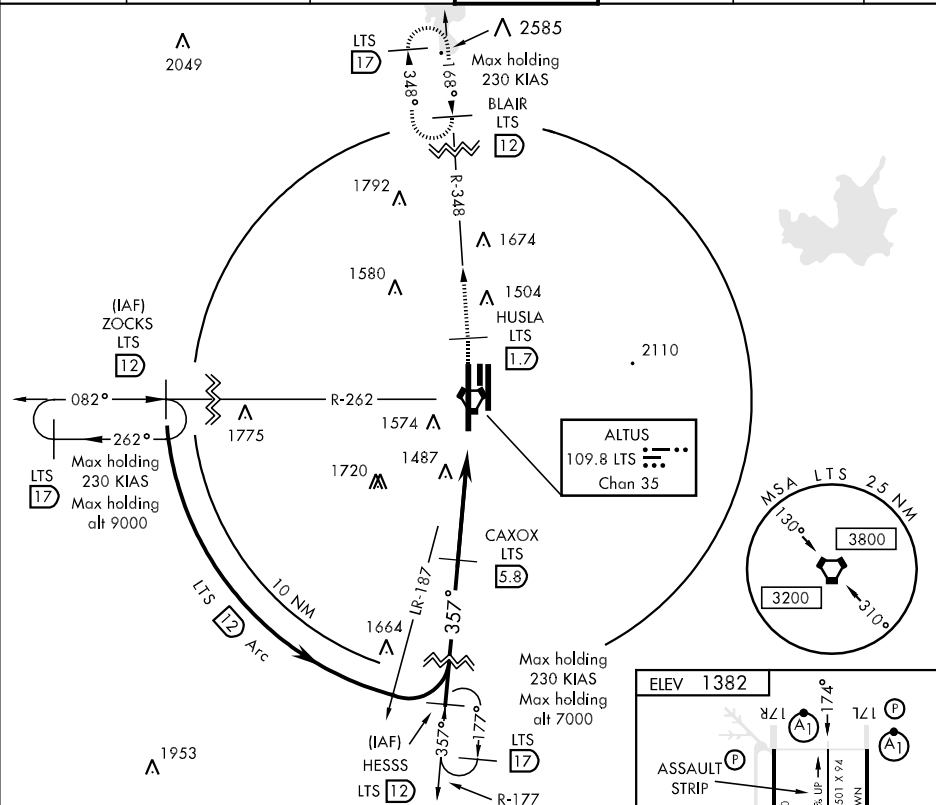 2049
LTS
17
2585
Max holding
230 KIAS
348°
168°
BLAIR
LTS
12
R-348
1792
1674
1580
1504
HUSLA
LTS
1.7
(IAF)
ZOCKS
LTS
12
2110
082°
R-262
262°
1775
1574
LTS
17
Max holding
230 KIAS
Max holding
alt 9000
1720
1487
ALTUS
109.8 LTS
Chan 35
MSA LTS 25 NM
130°
3800
3200
310°
CAXOX
LTS
5.8
LR-187
357°
10 NM
LTS 12 Arc
1664
Max holding
230 KIAS
Max holding
alt 7000
(IAF)
HESSS
LTS 12
357°
177°
LTS
17
R-177
1953
ELEV 1382
17R
A1
174°
17L
P
A1
ASSAULT
STRIP
P
UP
501 X 94